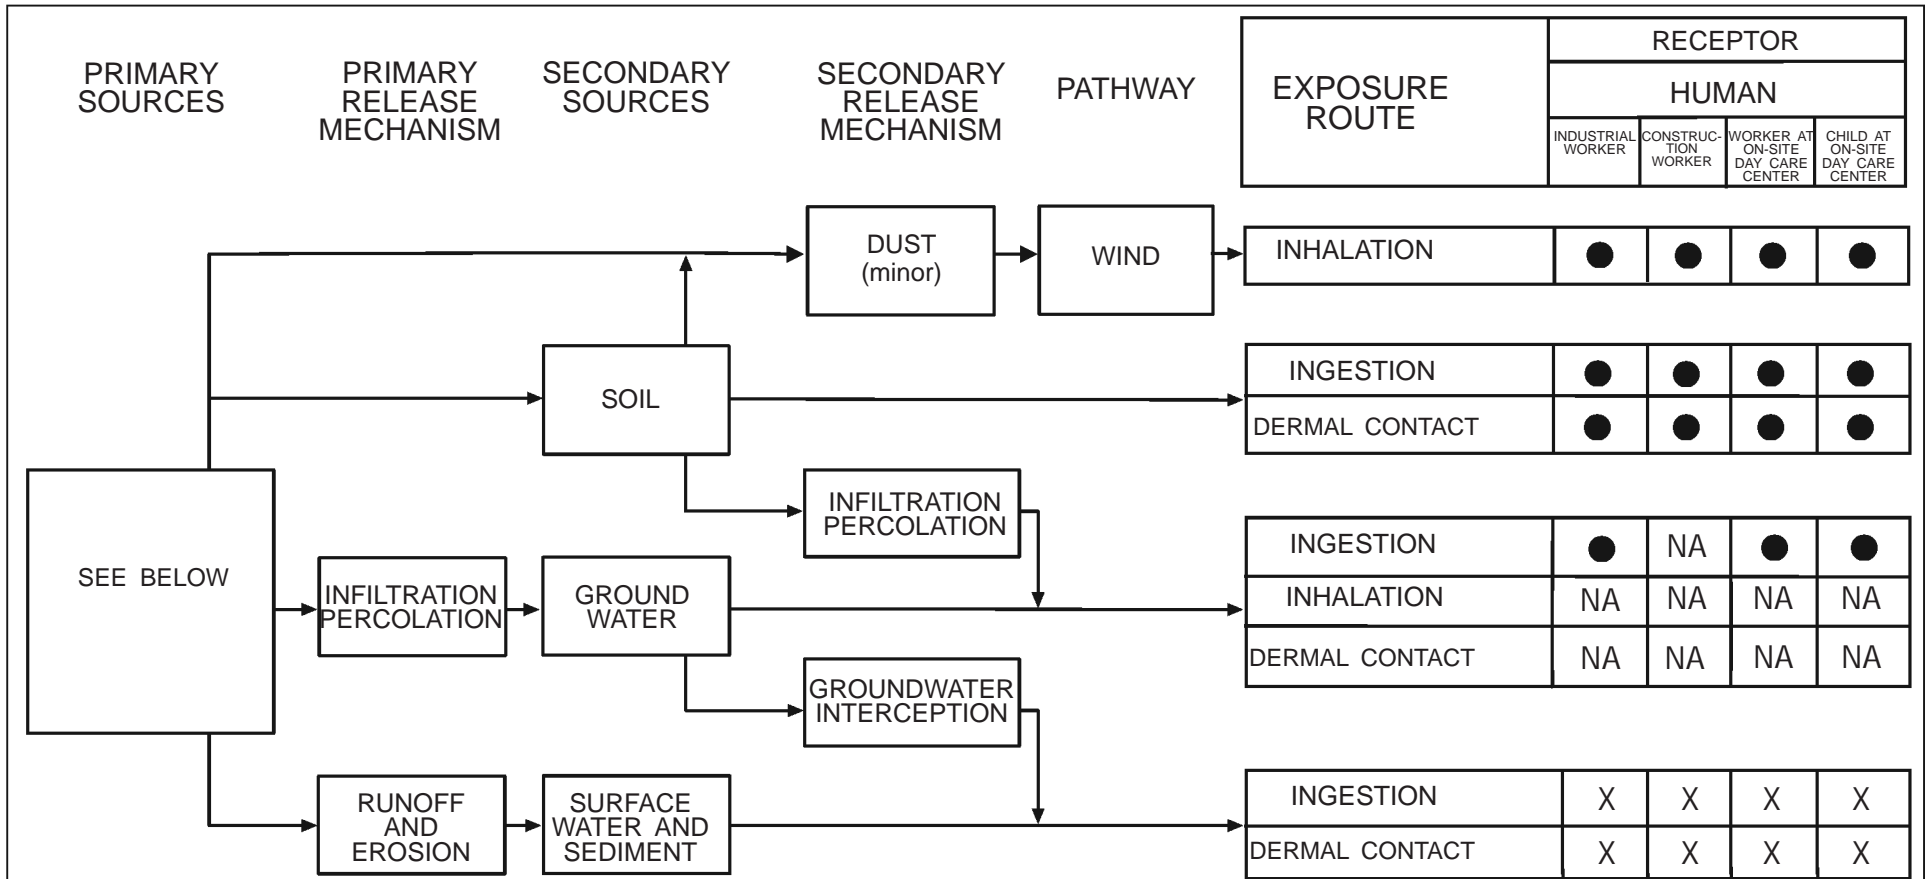 PRIMARY
SOURCES
PRIMARY
RELEASE
MECHANISM
SECONDARY
SOURCES
SECONDARY
RELEASE
MECHANISM
PATHWAY
EXPOSURE
ROUTE
RECEPTOR
HUMAN
INDUSTRIAL
WORKER
CONSTRUC-
TION
WORKER
WORKER AT
ON-SITE
DAY CARE
CENTER
CHILD AT
ON-SITE
DAY CARE
CENTER
DUST
(minor)
WIND
INHALATION
SOIL
INGESTION
DERMAL CONTACT
INFILTRATION
PERCOLATION
SEE BELOW
INFILTRATION
PERCOLATION
GROUND
WATER
INGESTION NA
INHALATION NA NA NA NA
DERMAL CONTACT NA NA NA NA
GROUNDWATER
INTERCEPTION
RUNOFF
AND
EROSION
SURFACE
WATER AND
SEDIMENT
INGESTION X X X X
DERMAL CONTACT X X X X